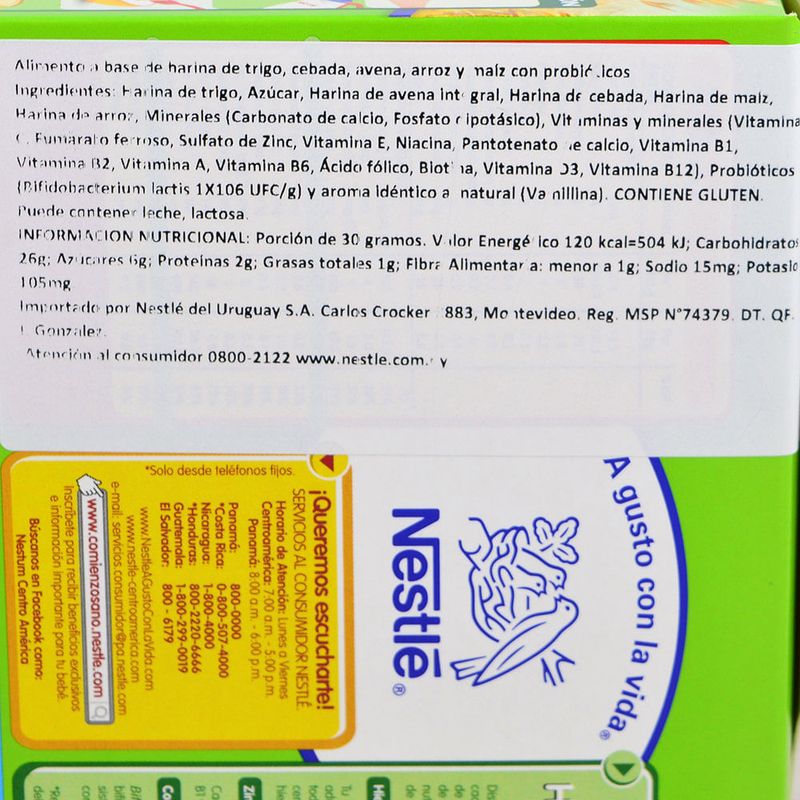 Alimento a base de harina de trigo, cebada, avena, arroz y maíz con probióticos
Ingredientes: Harina de trigo, Azúcar, Harina de avena integral, Harina de cebada, Harina de maíz,
Harina de arroz, Minerales (Carbonato de calcio, Fosfato dipotásico), Vitaminas y minerales (Vitamina
C, Fumarato ferroso, Sulfato de Zinc, Vitamina E, Niacina, Pantotenato de calcio, Vitamina B1,
Vitamina B2, Vitamina A, Vitamina B6, Ácido fólico, Biotina, Vitamina D3, Vitamina B12), Probióticos
(Bifidobacterium lactis 1X106 UFC/g) y aroma idéntico a natural (Vainillina). CONTIENE GLUTEN.
Puede contener leche, lactosa.
INFORMACION NUTRICIONAL: Porción de 30 gramos. Valor Energético 120 kcal=504 kJ; Carbohidratos
26g; Azúcares 6g; Proteínas 2g; Grasas totales 1g; Fibra Alimentaria: menor a 1g; Sodio 15mg; Potasio
105mg
Importado por Nestlé del Uruguay S.A. Carlos Crocker 883, Montevideo. Reg. MSP N°74379. DT. QF.
González.
Atención al consumidor 0800-2122 www.nestle.com.uy
A gusto con la vida®
Nestlé®
¡Queremos escucharte!
SERVICIOS AL CONSUMIDOR NESTLÉ.
Horario de Atención: Lunes a Viernes
Centroamérica: 7:00 a.m. - 5:00 p.m.
Panamá: 8:00 a.m. - 6:00 p.m.
Panamá: 800-0000
*Costa Rica: 0-800-507-4000
Nicaragua: 1-800-4000
*Honduras: 800-2220-6666
Guatemala: 1-800-299-0019
El Salvador: 800 - 6179
*Solo desde teléfonos fijos.
www.NestleAGustoConLaVida.com
www.nestle-centroamerica.com
e-mail: servicios.consumidor@pa.nestle.com
www.comienzosano.nestle.com
Inscríbete para recibir beneficios exclusivos
e información importante para tu bebé.
Búscanos en Facebook como:
Nestum Centro América